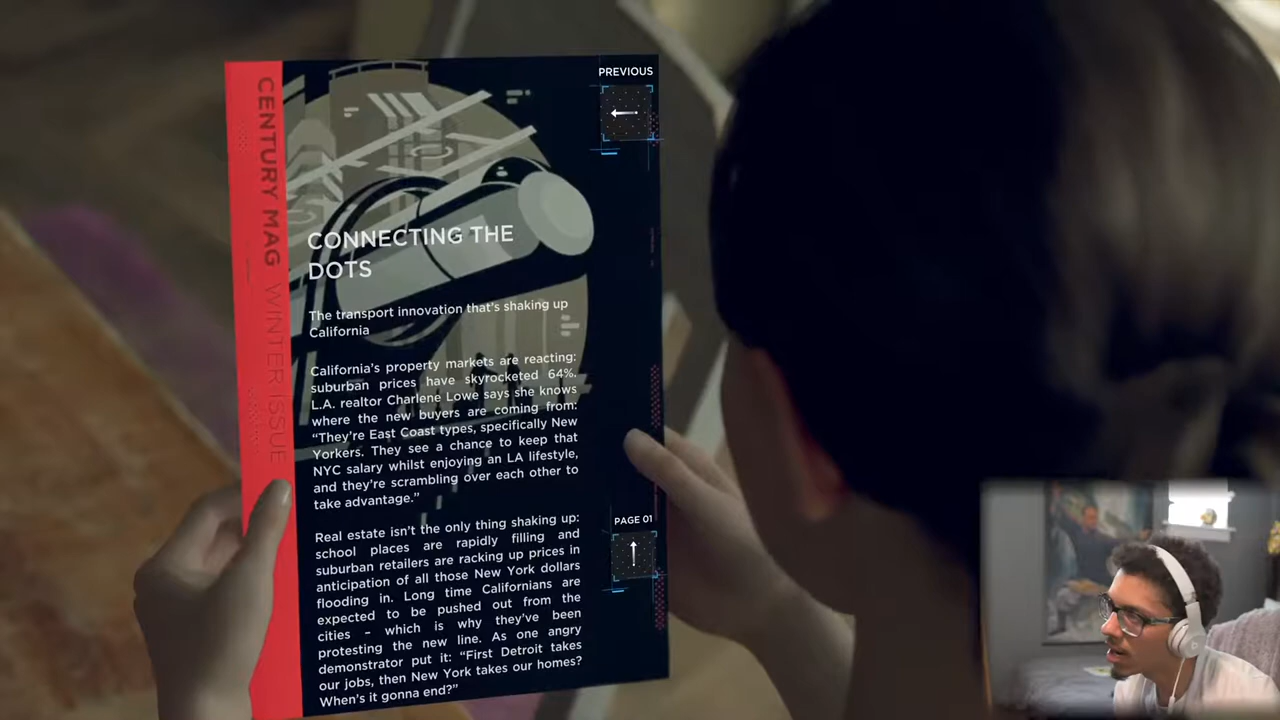 CENTURY MAG WINTER ISSUE
PREVIOUS
CONNECTING THE
DOTS
The transport innovation that's shaking up
California
California's property markets are reacting:
suburban prices have skyrocketed 64%.
L.A. realtor Charlene Lowe says she knows
where the new buyers are coming from:
“They're East Coast types, specifically New
Yorkers. They see a chance to keep that
NYC salary whilst enjoying an LA lifestyle,
and they're scrambling over each other to
take advantage.”
Real estate isn't the only thing shaking up:
school places are rapidly filling and
suburban retailers are racking up prices in
anticipation of all those New York dollars
flooding in. Long time Californians are
expected to be pushed out from the
cities – which is why they've been
protesting the new line. As one angry
demonstrator put it: “First Detroit takes
our jobs, then New York takes our homes?
When's it gonna end?”
PAGE 01